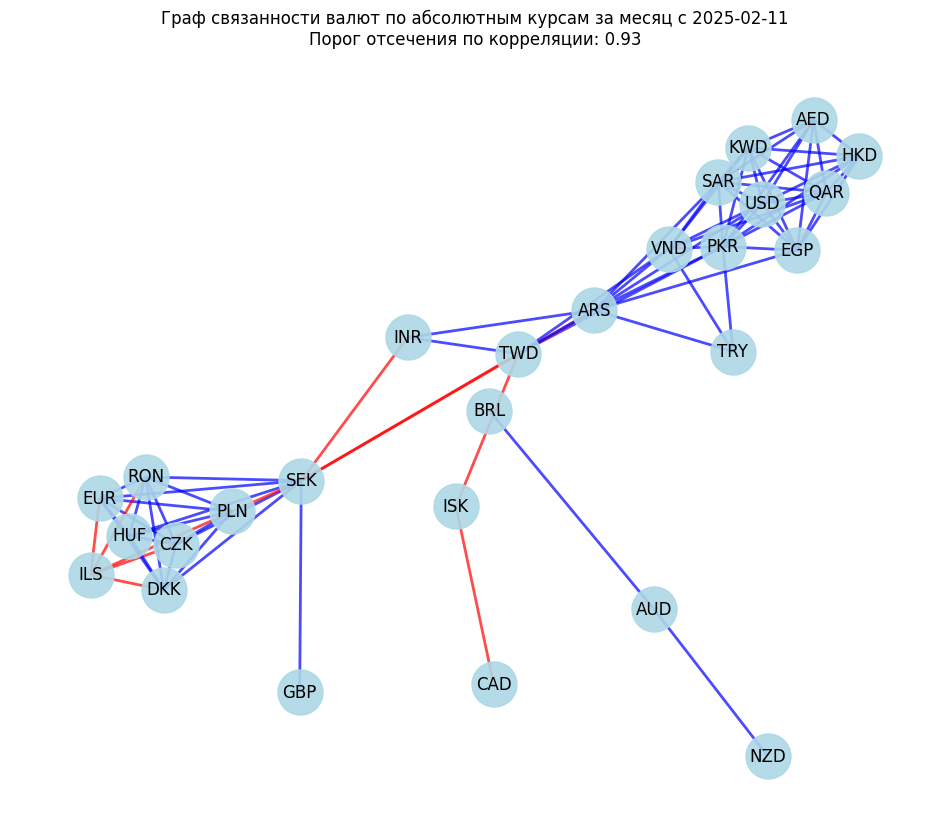 Граф связанности валют по абсолютным курсам за месяц с 2025-02-11
Порог отсечения по корреляции: 0.93
AED
KWD
HKD
SAR
QAR
USD
VND
PKR
EGP
ARS
INR
TWD
TRY
BRL
RON
SEK
EUR
PLN
ISK
HUF
CZK
ILS
DKK
AUD
GBP
CAD
NZD